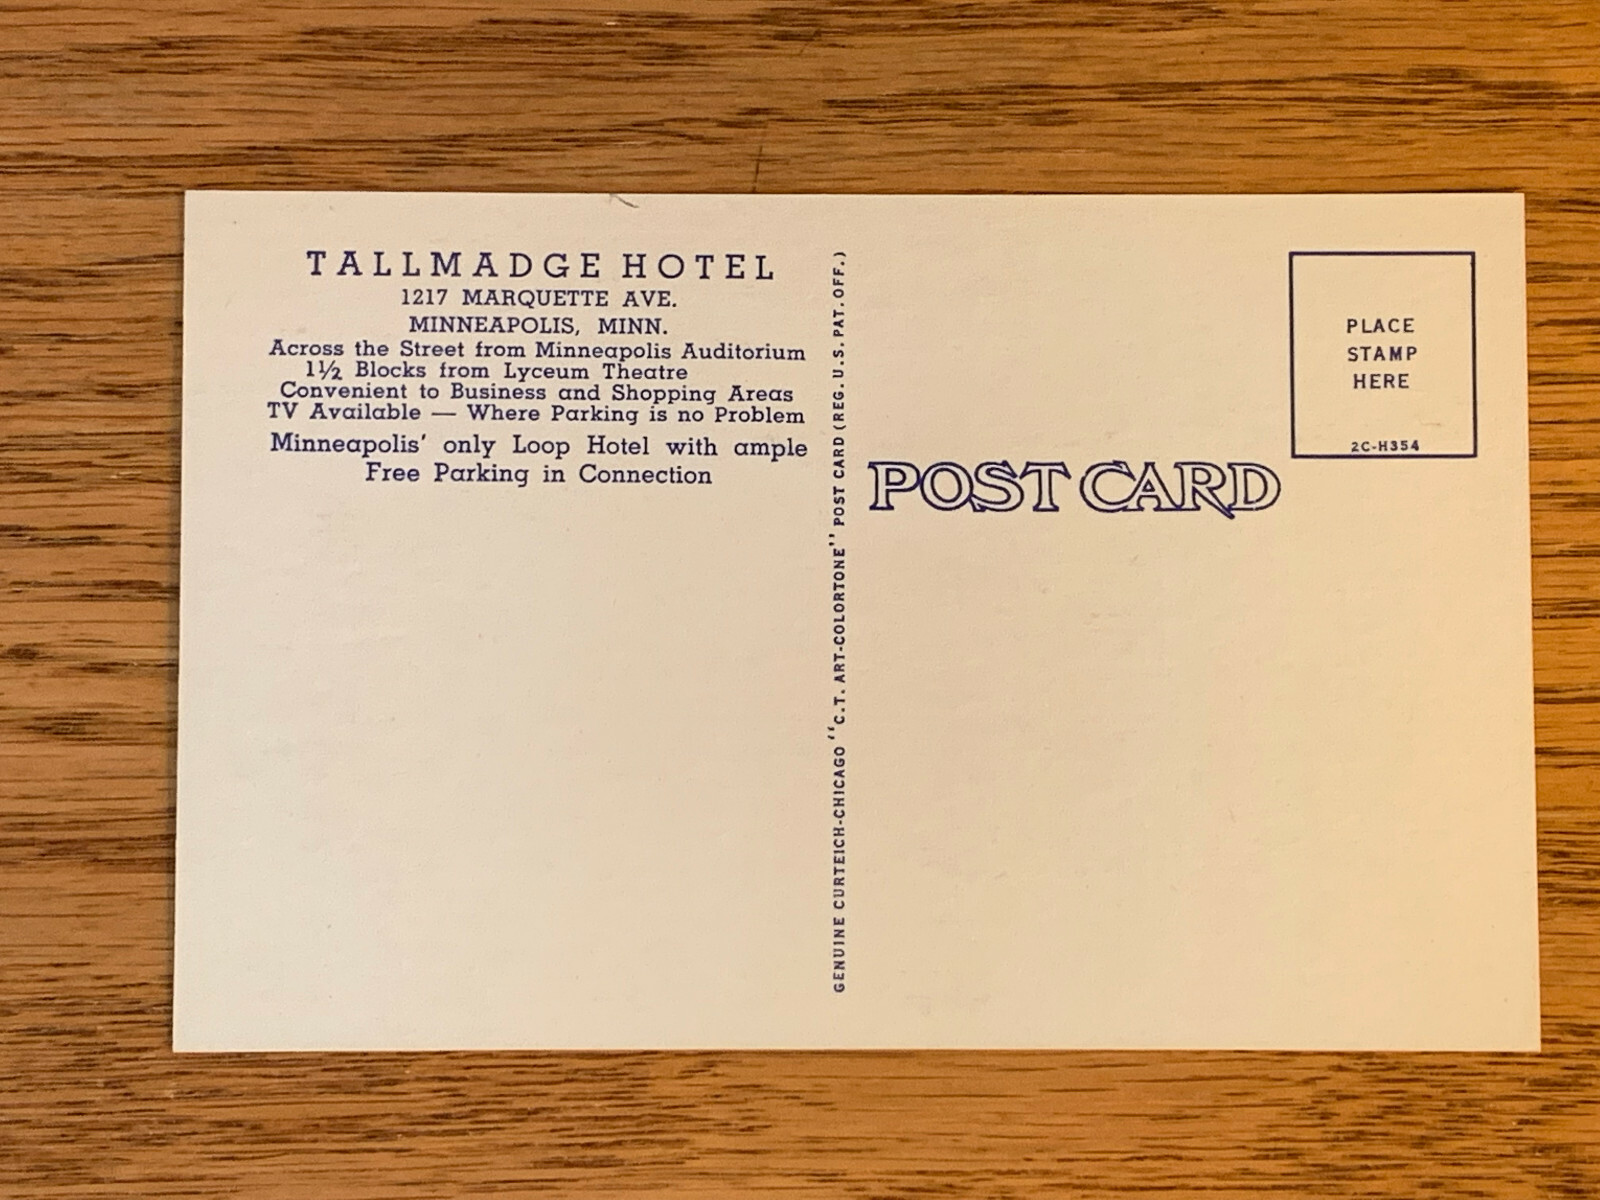 TALLMADGE HOTEL
1217 MARQUETTE AVE.
MINNEAPOLIS, MINN.
Across the Street from Minneapolis Auditorium
1½ Blocks from Lyceum Theatre
Convenient to Business and Shopping Areas
TV Available — Where Parking is no Problem
Minneapolis' only Loop Hotel with ample
Free Parking in Connection
GENUINE CURTEICH-CHICAGO "C.T. ART-COLORTONE" POST CARD (REG. U.S. PAT. OFF.)
POST CARD
PLACE
STAMP
HERE
2C-H354